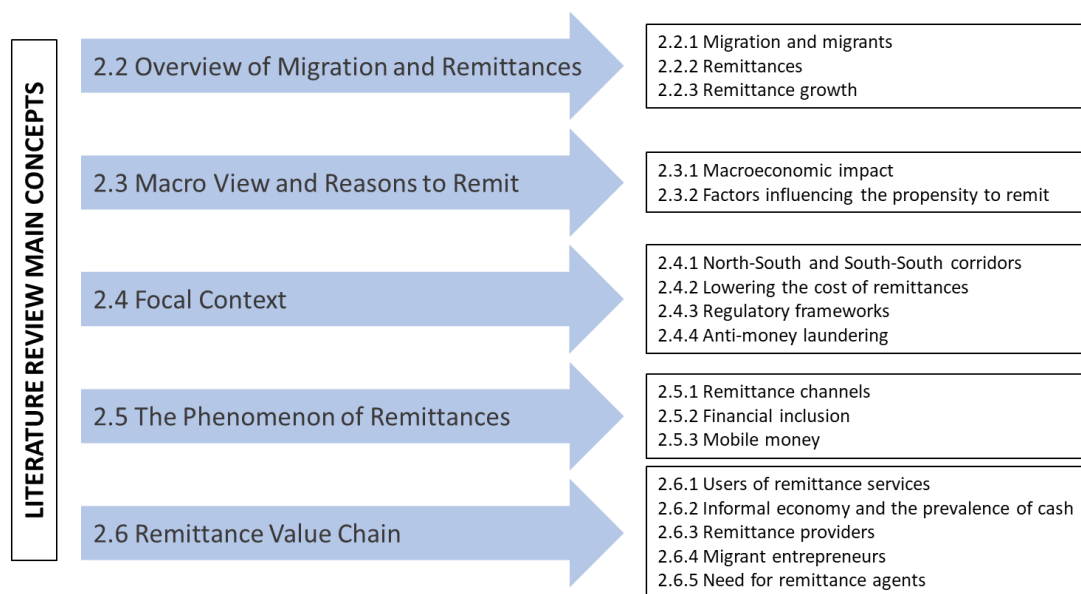 LITERATURE REVIEW MAIN CONCEPTS
2.2 Overview of Migration and Remittances
2.2.1 Migration and migrants
2.2.2 Remittances
2.2.3 Remittance growth
2.3 Macro View and Reasons to Remit
2.3.1 Macroeconomic impact
2.3.2 Factors influencing the propensity to remit
2.4 Focal Context
2.4.1 North-South and South-South corridors
2.4.2 Lowering the cost of remittances
2.4.3 Regulatory frameworks
2.4.4 Anti-money laundering
2.5 The Phenomenon of Remittances
2.5.1 Remittance channels
2.5.2 Financial inclusion
2.5.3 Mobile money
2.6 Remittance Value Chain
2.6.1 Users of remittance services
2.6.2 Informal economy and the prevalence of cash
2.6.3 Remittance providers
2.6.4 Migrant entrepreneurs
2.6.5 Need for remittance agents